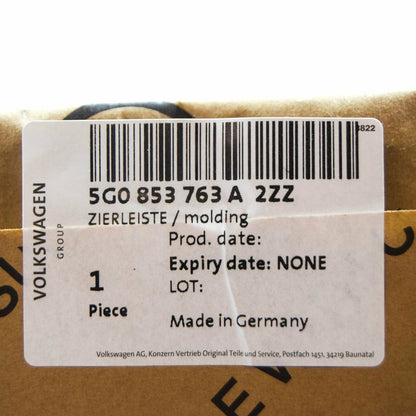 3822
5G0 853 763 A 2ZZ
ZIERLEISTE / molding
Prod. date:
Expiry date: NONE
LOT:
1
Piece
Made in Germany
VOLKSWAGEN
GROUP
Volkswagen AG, Konzern Vertrieb Original Teile und Service, Postfach 1451, 34219 Baunatal